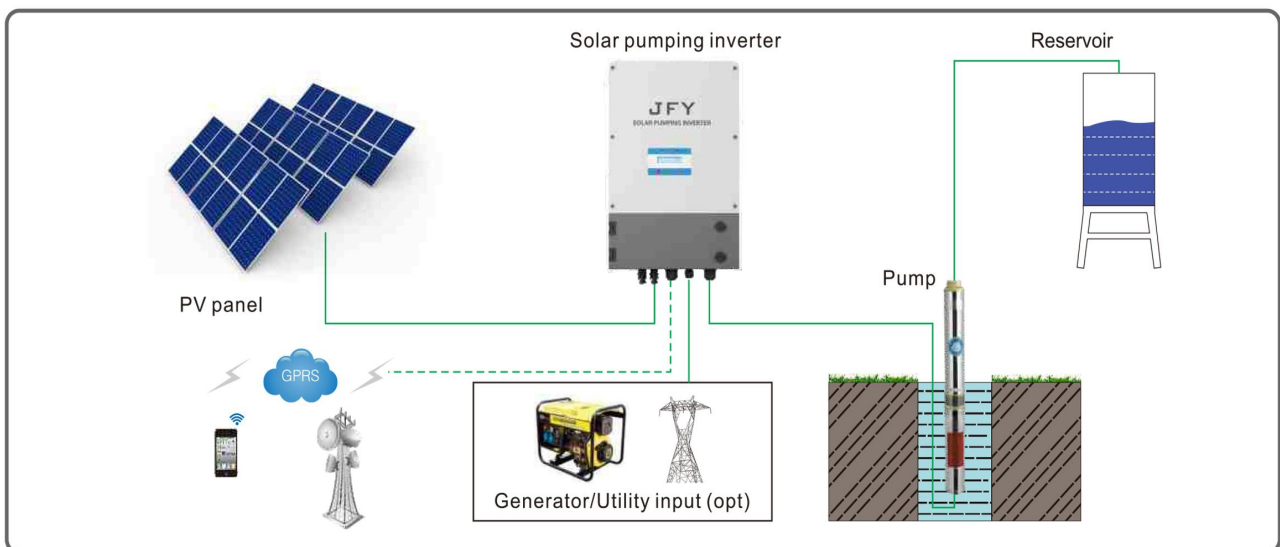 Solar pumping inverter
Reservoir
JFY
SOLAR PUMPING INVERTER
Pump
PV panel
GPRS
Generator/Utility input (opt)